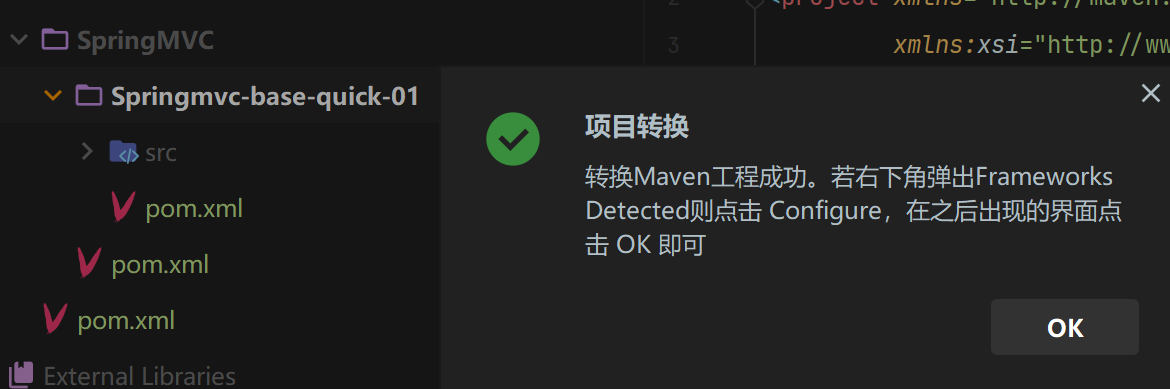 2 <project xmlns="http://maven.
SpringMVC
3 xmlns:xsi="http://ww
Springmvc-base-quick-01
项目转换
src
转换Maven工程成功。若右下角弹出Frameworks
Detected则点击 Configure，在之后出现的界面点
击 OK 即可
pom.xml
pom.xml
pom.xml
OK
External Libraries